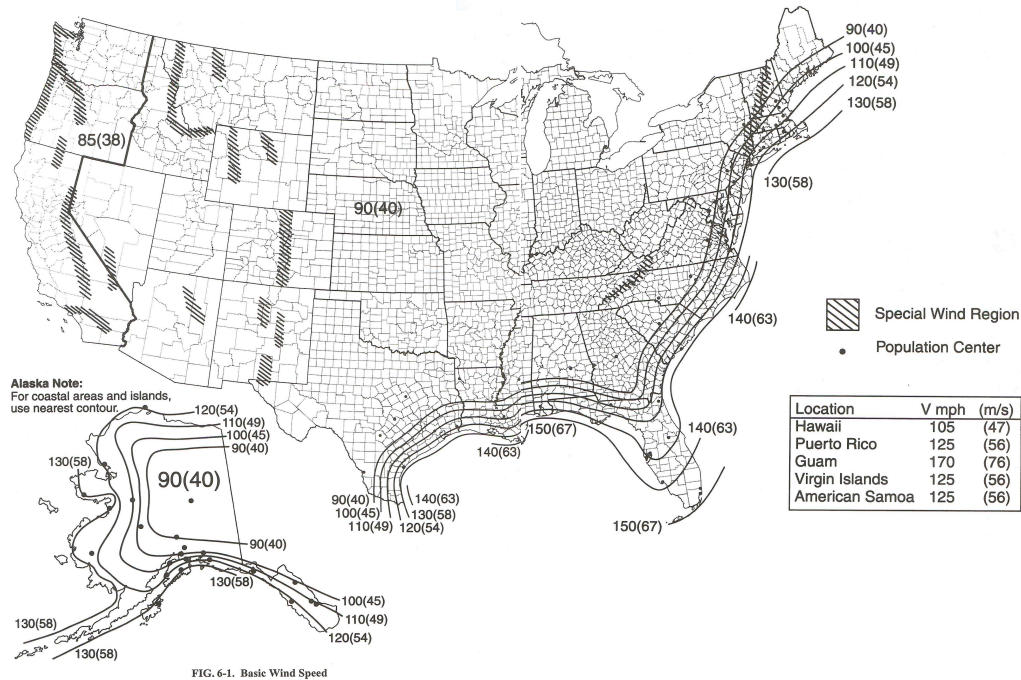 90(40)
100(45)
110(49)
120(54)
130(58)
130(58)
85(38)
90(40)
140(63)
Special Wind Region
Population Center
Alaska Note:
For coastal areas and islands,
use nearest contour.
120(54)
110(49)
100(45)
90(40)
130(58)
90(40)
90(40)
130(58)
100(45)
110(49)
120(54)
130(58)
130(58)
150(67)
140(63)
140(63)
90(40)
100(45)
110(49)
140(63)
130(58)
120(54)
150(67)
Location V mph (m/s)
Hawaii 105 (47)
Puerto Rico 125 (56)
Guam 170 (76)
Virgin Islands 125 (56)
American Samoa 125 (56)
FIG. 6-1. Basic Wind Speed